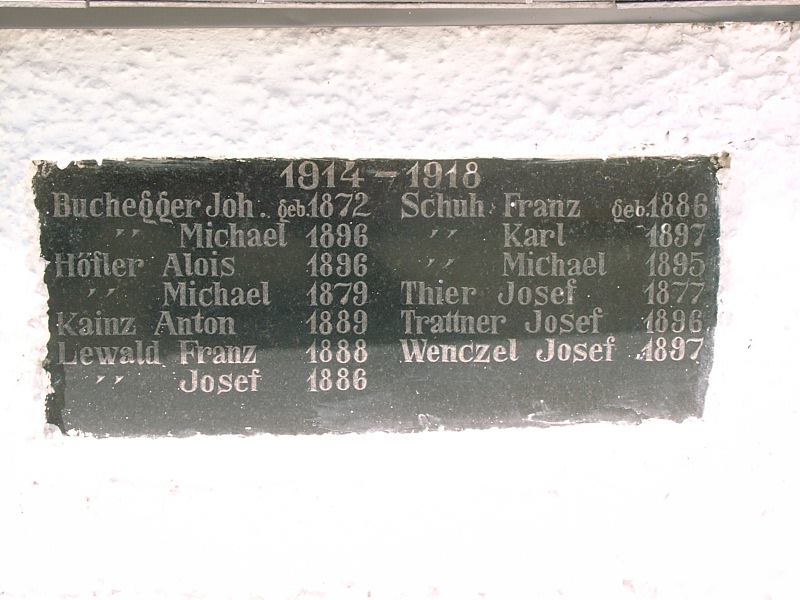 1914 – 1918
Buchegger Joh. geb. 1872
″ Michael 1896
Höfler Alois 1896
″ Michael 1879
Kainz Anton 1889
Lewald Franz 1888
″ Josef 1886
Schuh Franz geb. 1886
″ Karl 1897
″ Michael 1895
Thier Josef 1877
Trattner Josef 1896
Wenczel Josef 1897